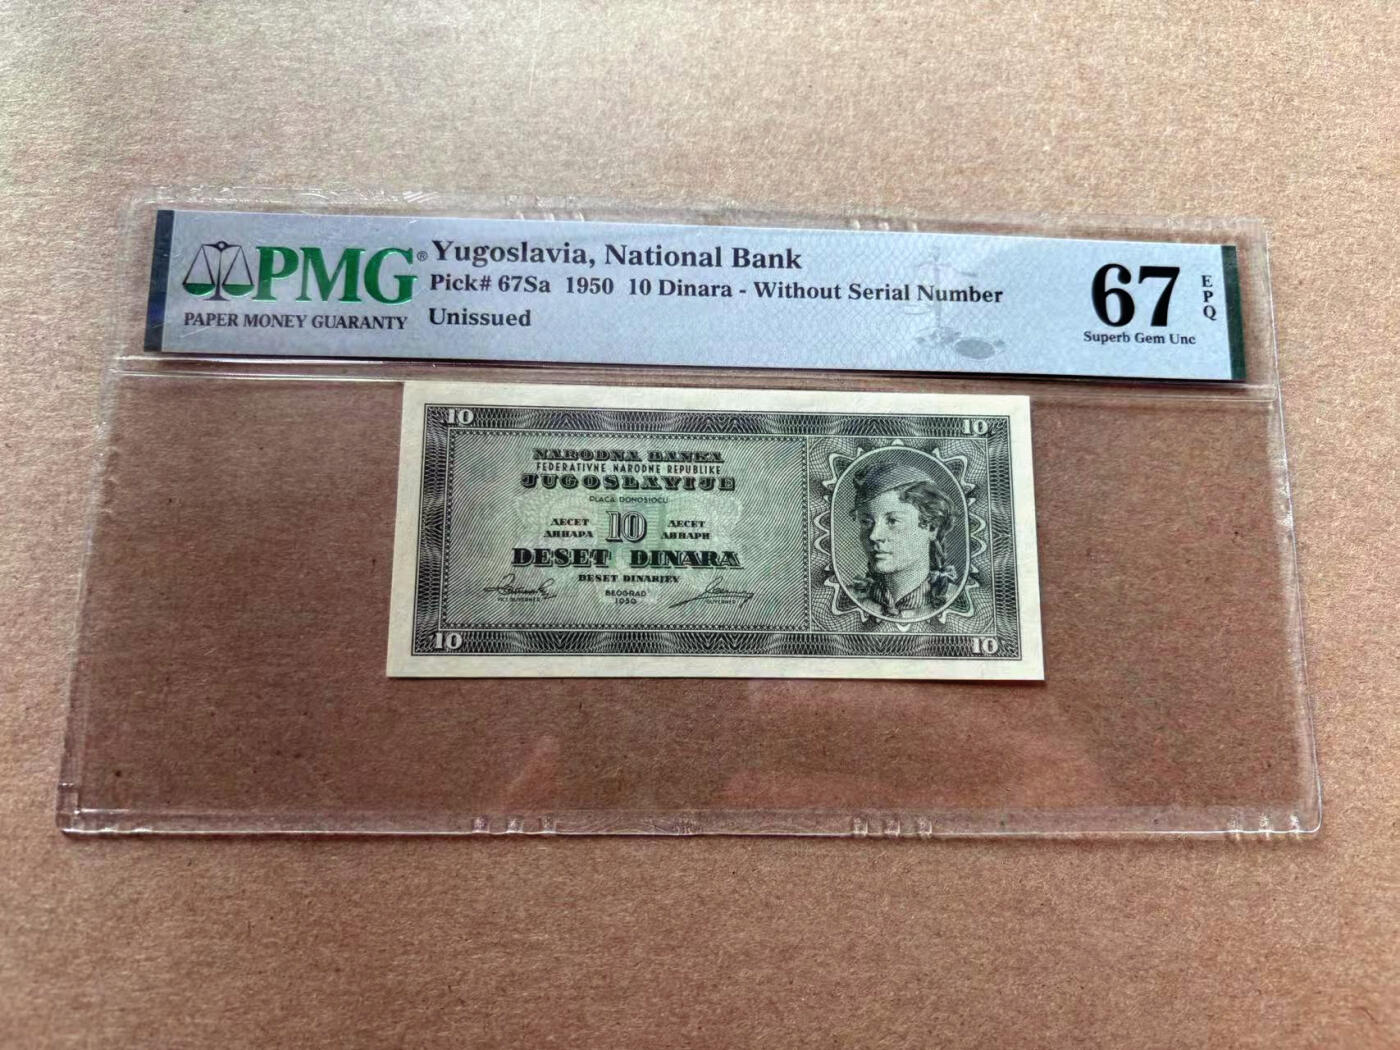 PMG®
PAPER MONEY GUARANTY
Yugoslavia, National Bank
Pick# 67Sa 1950 10 Dinara - Without Serial Number
Unissued
67
EPQ
Superb Gem Unc
10 10
NARODNA BANKA
FEDERATIVNE NARODNE REPUBLIKE
JUGOSLAVIJE
PLAĆA DONOSIOCU
ДЕСЕТ 10 ДЕСЕТ
ДИНАРА ДИНАРИ
DESET DINARA
DESET DINARJEV
BEOGRAD
1950
VICEGUVERNER GUVERNER
10 10